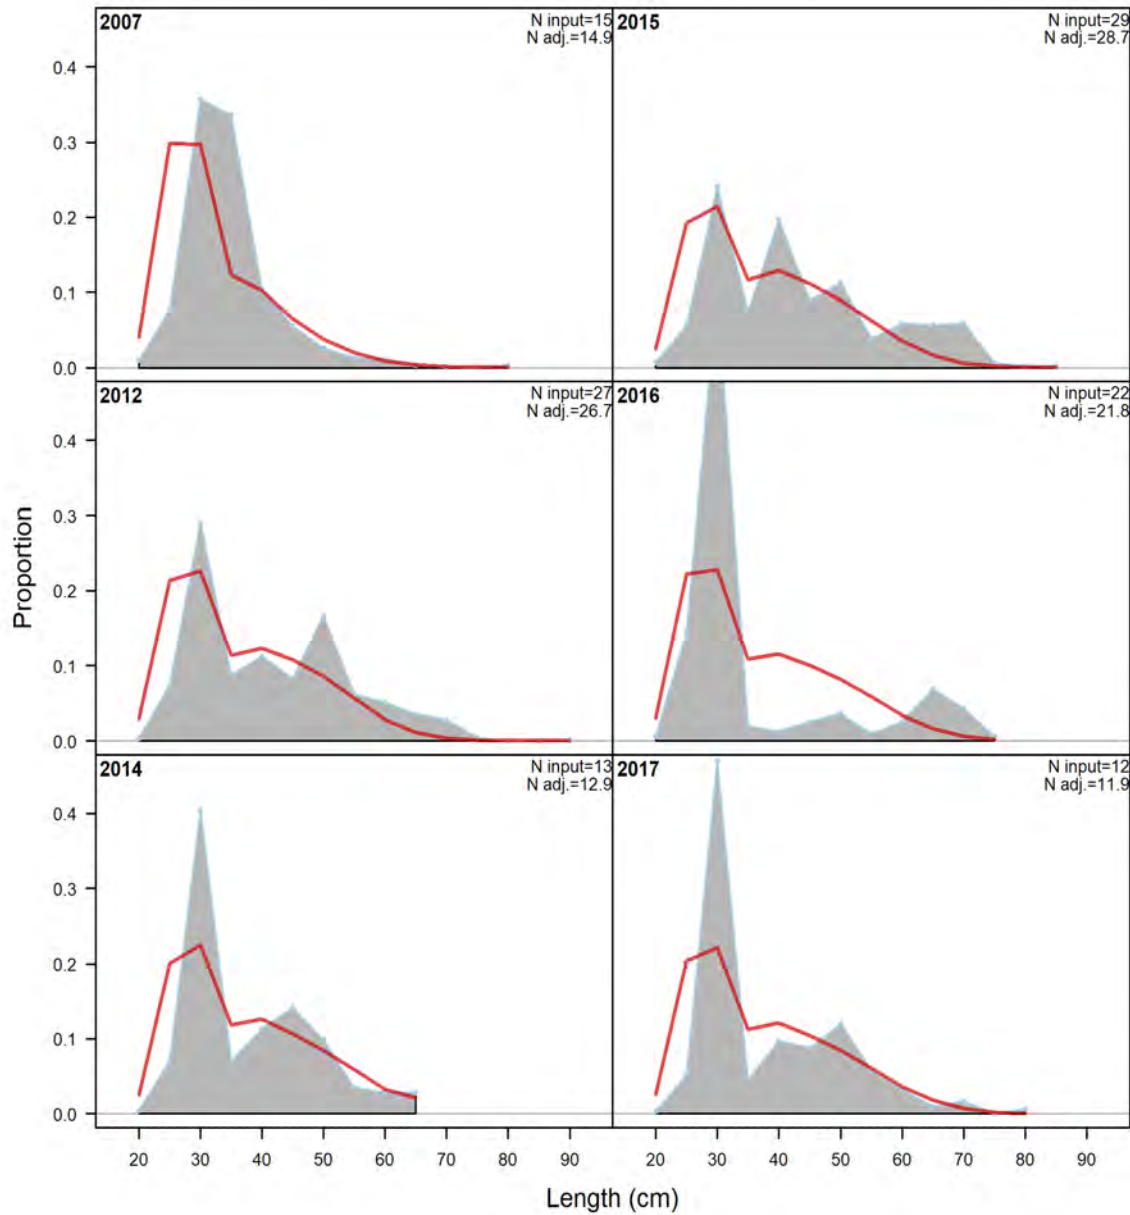 2007
N input=15
N adj.=14.9
2015
N input=29
N adj.=28.7
0.4
0.3
0.2
0.1
0.0
2012
N input=27
N adj.=26.7
2016
N input=22
N adj.=21.8
0.4
0.3
0.2
0.1
0.0
2014
N input=13
N adj.=12.9
2017
N input=12
N adj.=11.9
0.4
0.3
0.2
0.1
0.0
Proportion
20 30 40 50 60 70 80 90 20 30 40 50 60 70 80 90
Length (cm)